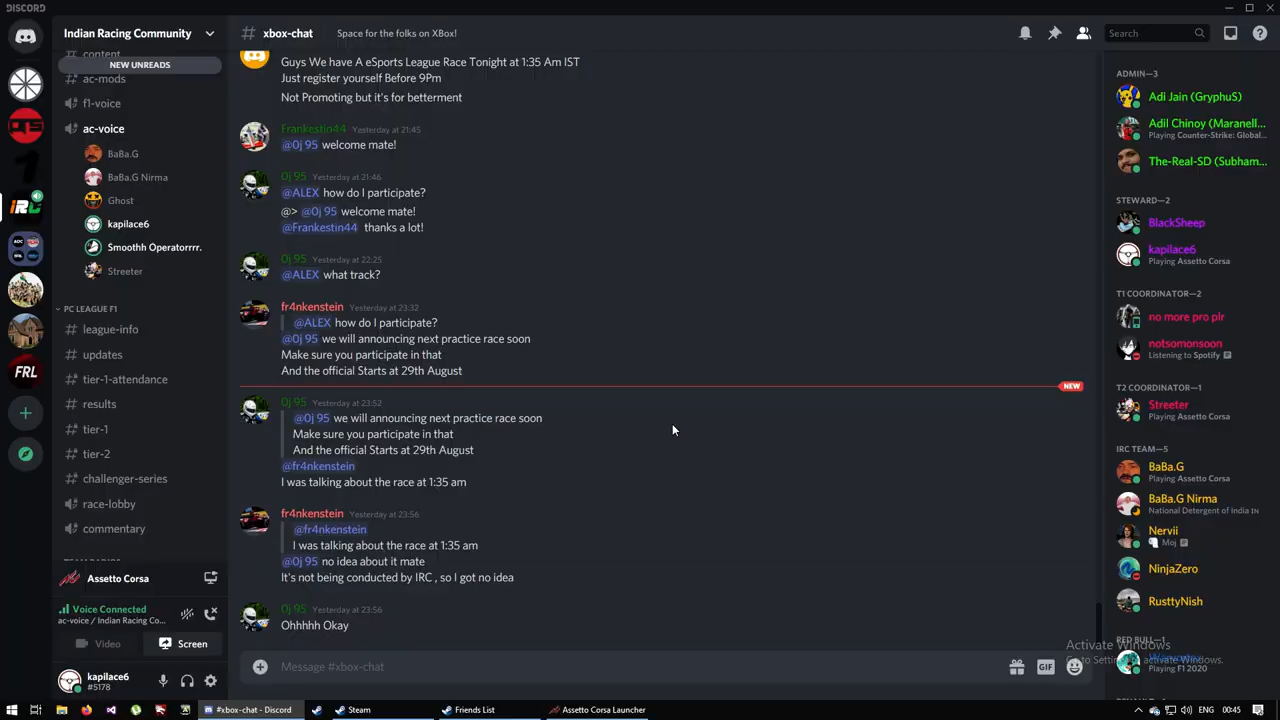 DISCORD
Indian Racing Community
content
NEW UNREADS
ac-mods
f1-voice
ac-voice
BaBa.G
BaBa.G Nirma
Ghost
kapilace6
Smoothh Operatorrrr.
Streeter
PC LEAGUE F1
league-info
updates
tier-1-attendance
results
tier-1
tier-2
challenger-series
race-lobby
commentary
Assetto Corsa
Voice Connected
ac-voice / Indian Racing Co...
Video
Screen
kapilace6
#5178
# xbox-chat
Space for the folks on XBox!
Search
Guys We have A eSports League Race Tonight at 1:35 Am IST
Just register yourself Before 9Pm
Not Promoting but it's for betterment
Frankestin44 Yesterday at 21:45
@0j 95 welcome mate!
0j 95 Yesterday at 21:46
@ALEX how do I participate?
@> @0j 95 welcome mate!
@Frankestin44 thanks a lot!
0j 95 Yesterday at 22:25
@ALEX what track?
fr4nkenstein Yesterday at 23:32
@ALEX how do I participate?
@0j 95 we will announcing next practice race soon
Make sure you participate in that
And the official Starts at 29th August
NEW
0j 95 Yesterday at 23:52
@0j 95 we will announcing next practice race soon
Make sure you participate in that
And the official Starts at 29th August
@fr4nkenstein
I was talking about the race at 1:35 am
fr4nkenstein Yesterday at 23:56
@fr4nkenstein
I was talking about the race at 1:35 am
@0j 95 no idea about it mate
It's not being conducted by IRC , so I got no idea
0j 95 Yesterday at 23:56
Ohhhhh Okay
Message #xbox-chat
GIF
ADMIN—3
Adi Jain (GryphuS)
Adil Chinoy (Maranell...
Playing Counter-Strike: Global...
The-Real-SD (Subham...
STEWARD—2
BlackSheep
kapilace6
Playing Assetto Corsa
T1 COORDINATOR—2
no more pro plr
notsomonsoon
Listening to Spotify
T2 COORDINATOR—1
Streeter
Playing Assetto Corsa
IRC TEAM—5
BaBa.G
Playing Assetto Corsa
BaBa.G Nirma
National Detergent of India
Nervii
Moj
NinjaZero
RusttyNish
RED BULL—1
Playing F1 2020
Activate Windows
Go to Settings to activate Windows.
IRC
FRL
#xbox-chat - Discord
Steam
Friends List
Assetto Corsa Launcher
ENG
00:45